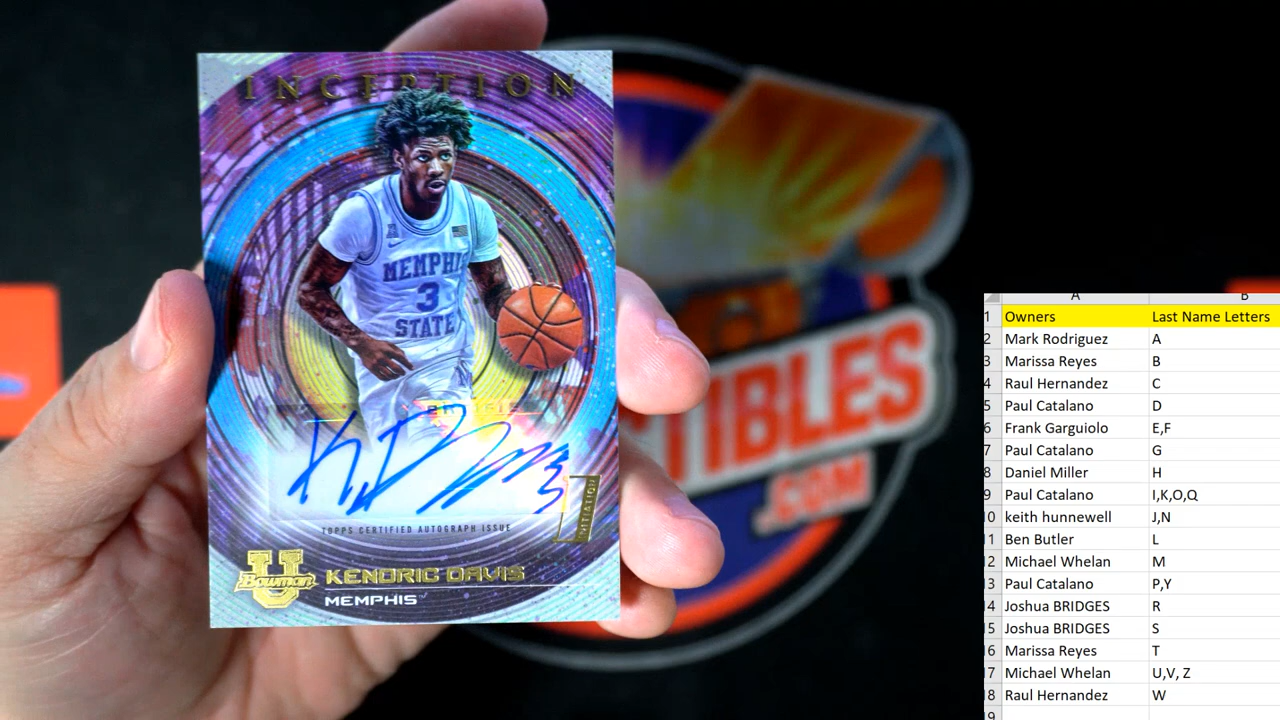 INCEPTION
MEMPHIS
3
STATE
TOPPS CERTIFIED AUTOGRAPH ISSUE
INITIATION
U
Bowman
KENDRIC DAVIS
MEMPHIS
TIBLES
.COM
A B
1 Owners Last Name Letters
2 Mark Rodriguez A
3 Marissa Reyes B
4 Raul Hernandez C
5 Paul Catalano D
6 Frank Garguiolo E,F
7 Paul Catalano G
8 Daniel Miller H
9 Paul Catalano I,K,O,Q
10 keith hunnewell J,N
11 Ben Butler L
12 Michael Whelan M
13 Paul Catalano P,Y
14 Joshua BRIDGES R
15 Joshua BRIDGES S
16 Marissa Reyes T
17 Michael Whelan U,V, Z
18 Raul Hernandez W
19